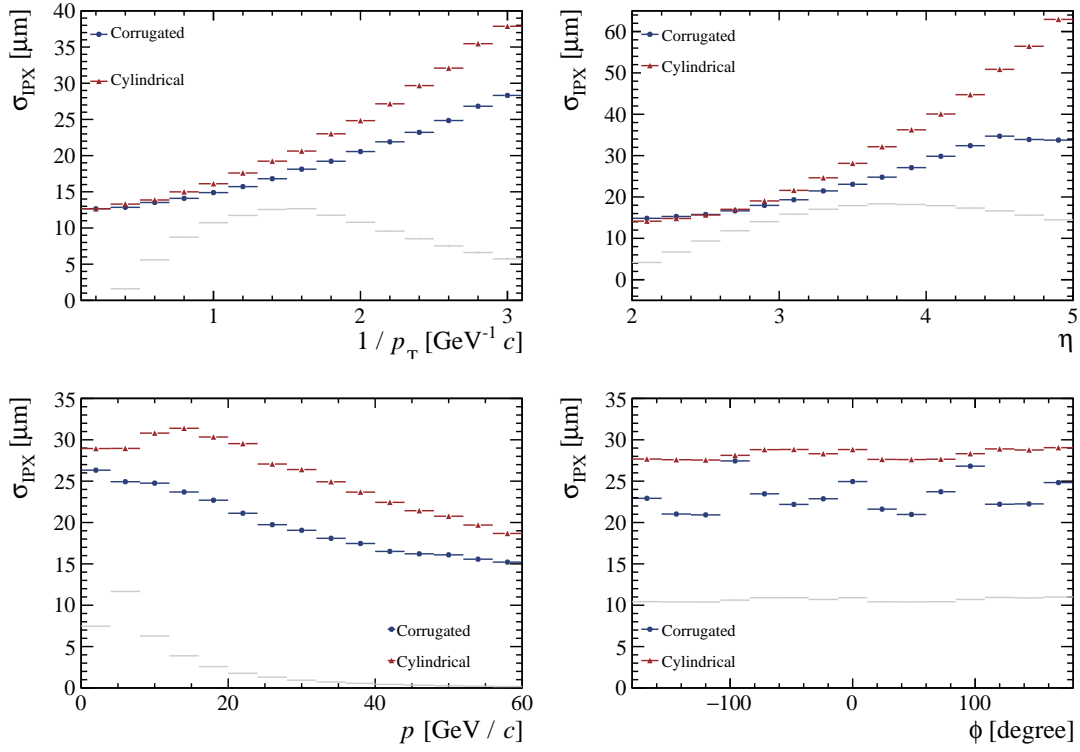 σIPX [μm]
40
35
30
25
20
15
10
5
0
Corrugated
Cylindrical
1 2 3
1 / pT [GeV-1 c]
σIPX [μm]
60
50
40
30
20
10
0
Corrugated
Cylindrical
2 3 4 5
η
σIPX [μm]
35
30
25
20
15
10
5
0
Corrugated
Cylindrical
0 20 40 60
p [GeV / c]
σIPX [μm]
35
30
25
20
15
10
5
0
Corrugated
Cylindrical
−100 0 100
ϕ [degree]